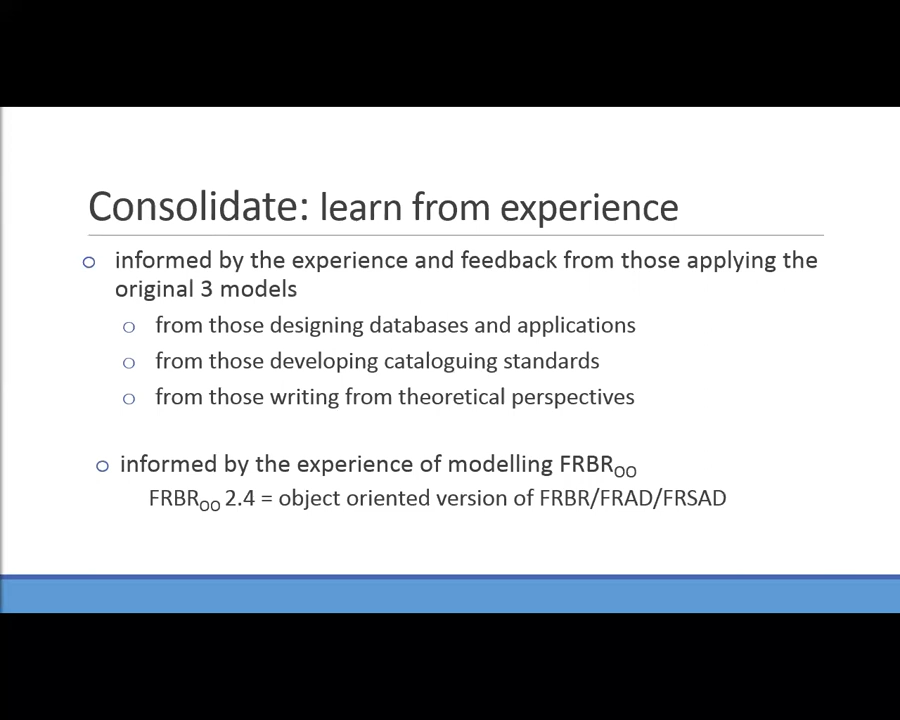 Consolidate: learn from experience
o informed by the experience and feedback from those applying the
original 3 models
o from those designing databases and applications
o from those developing cataloguing standards
o from those writing from theoretical perspectives
o informed by the experience of modelling FRBROO
FRBROO 2.4 = object oriented version of FRBR/FRAD/FRSAD